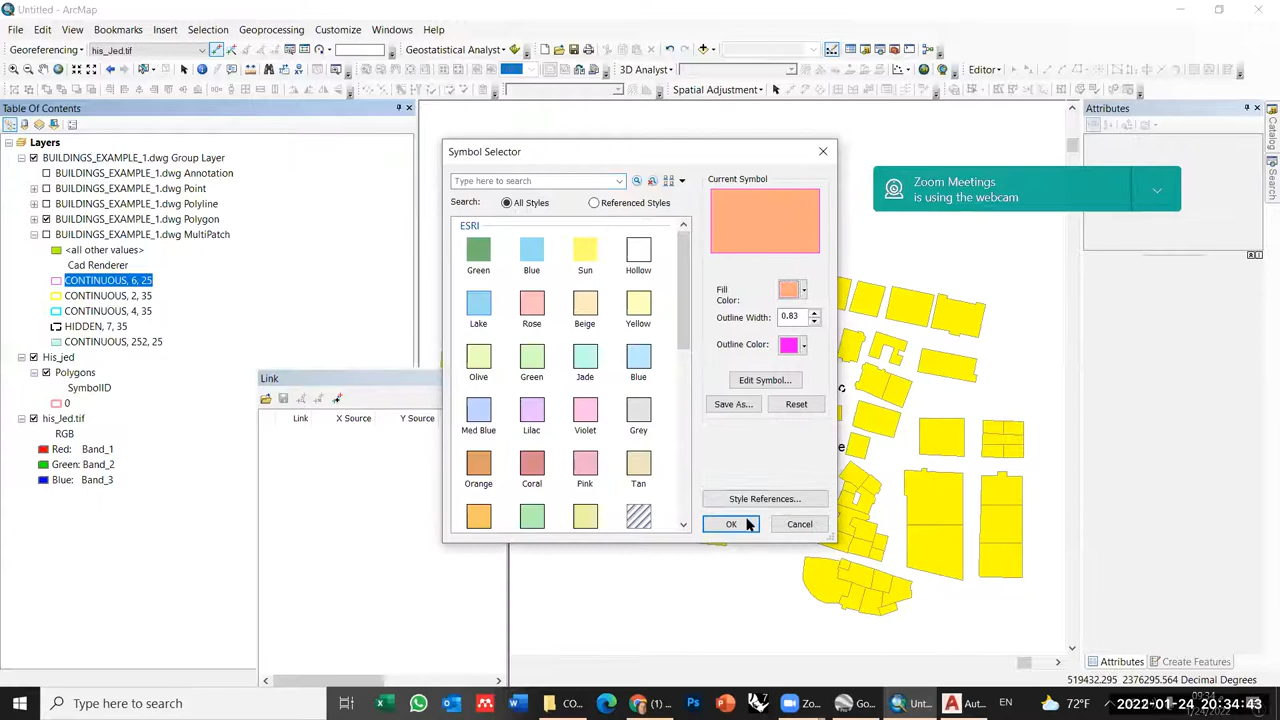 Untitled - ArcMap
File Edit View Bookmarks Insert Selection Geoprocessing Customize Windows Help
Georeferencing his_Jed.tif Geostatistical Analyst
3D Analyst Editor
Spatial Adjustment
Table Of Contents
Layers
BUILDINGS_EXAMPLE_1.dwg Group Layer
BUILDINGS_EXAMPLE_1.dwg Annotation
BUILDINGS_EXAMPLE_1.dwg Point
BUILDINGS_EXAMPLE_1.dwg Polyline
BUILDINGS_EXAMPLE_1.dwg Polygon
BUILDINGS_EXAMPLE_1.dwg MultiPatch
<all other values>
Cad Renderer
CONTINUOUS, 6, 25
CONTINUOUS, 2, 35
CONTINUOUS, 4, 35
HIDDEN, 7, 35
CONTINUOUS, 252, 25
His_jed
Polygons
SymbolID
0
his_Jed.tif
RGB
Red: Band_1
Green: Band_2
Blue: Band_3
Link
Link X Source Y Source
Symbol Selector
Type here to search
Search: All Styles Referenced Styles
ESRI
Green Blue Sun Hollow
Lake Rose Beige Yellow
Olive Green Jade Blue
Med Blue Lilac Violet Grey
Orange Coral Pink Tan
Current Symbol
Fill
Color:
Outline Width: 0.83
Outline Color:
Edit Symbol...
Save As... Reset
Style References...
OK Cancel
Zoom Meetings
is using the webcam
Attributes
Catalog
Search
Attributes Create Features
519432.295 2376295.564 Decimal Degrees
Type here to search
CO...
(1) ...
Zo...
Go...
Unt...
Aut...
72°F
EN
2022-01-24 20:34:43